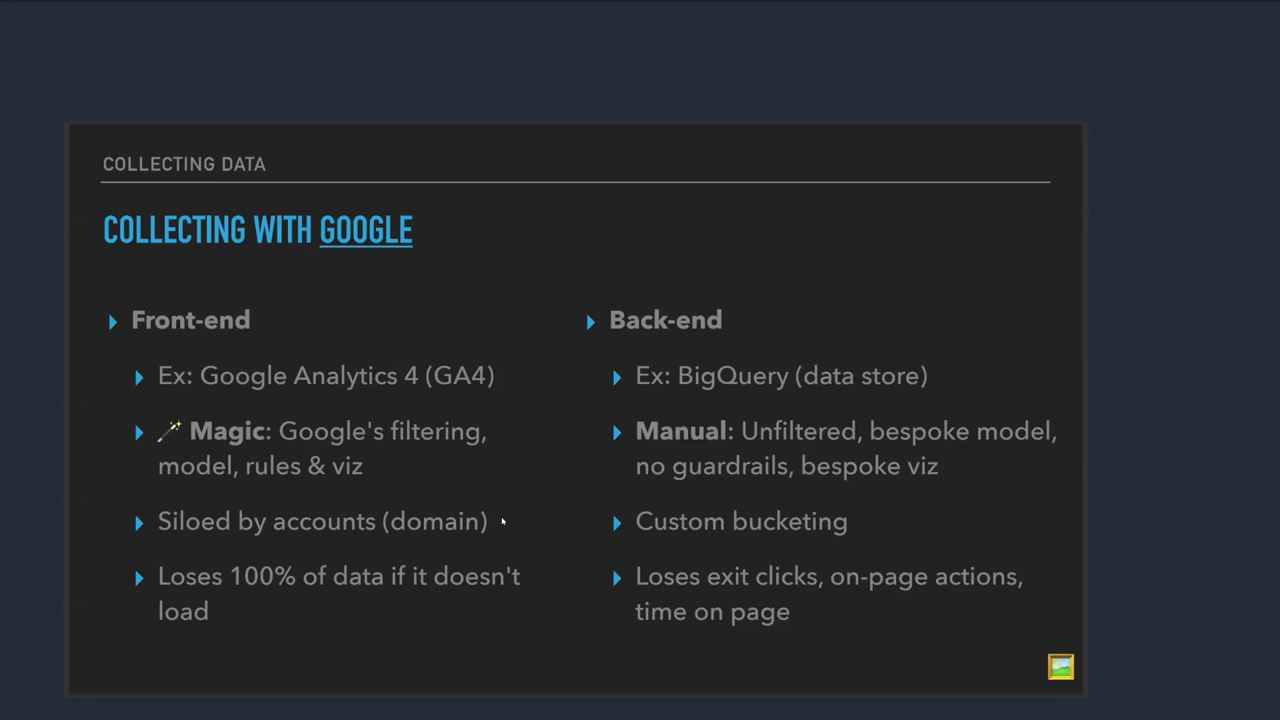 COLLECTING DATA
COLLECTING WITH GOOGLE
Front-end
Ex: Google Analytics 4 (GA4)
Magic: Google's filtering,
model, rules & viz
Siloed by accounts (domain)
Loses 100% of data if it doesn't
load
Back-end
Ex: BigQuery (data store)
Manual: Unfiltered, bespoke model,
no guardrails, bespoke viz
Custom bucketing
Loses exit clicks, on-page actions,
time on page